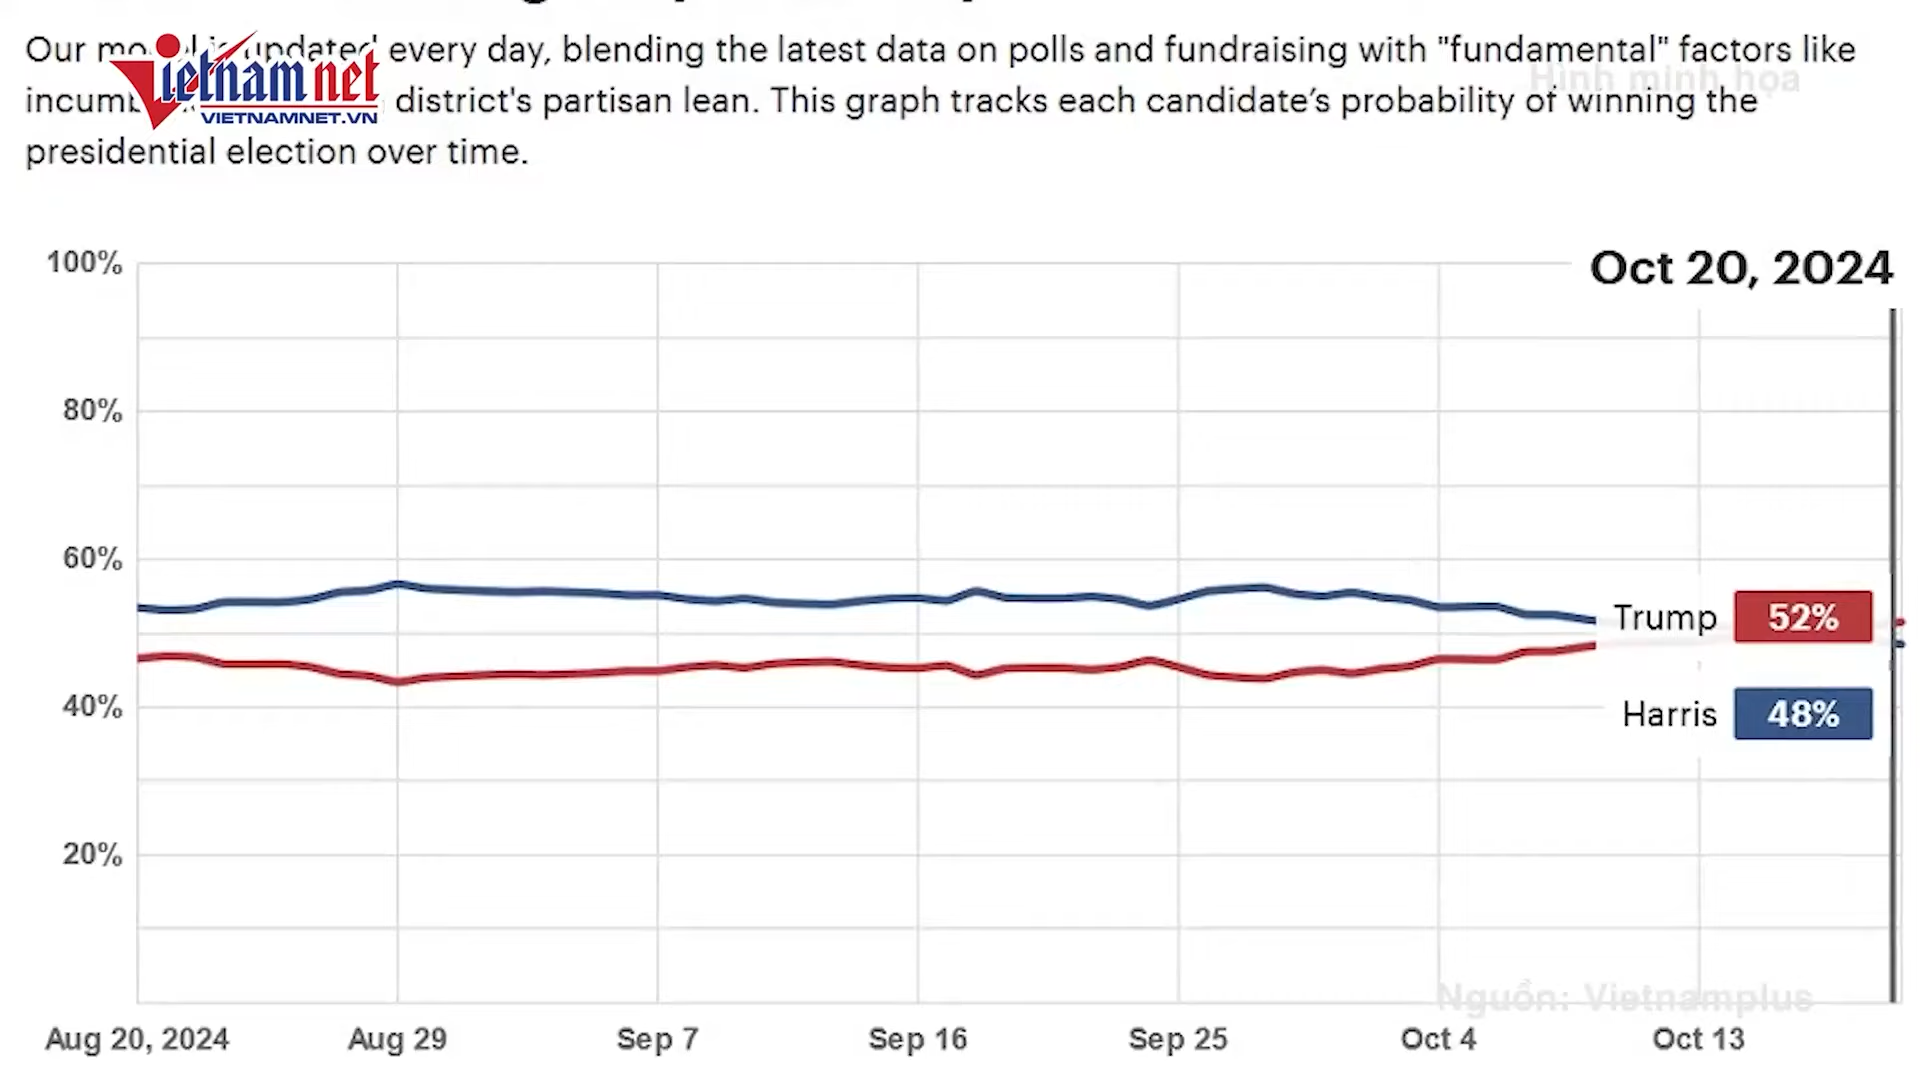 Our updated every day, blending the latest data on polls and fundraising with "fundamental" factors like
district's partisan lean. This graph tracks each candidate's probability of winning the
presidential election over time.
Vietnamnet
VIETNAMNET.VN
Hình minh họa
Oct 20, 2024
100%
80%
60%
40%
20%
Trump 52%
Harris 48%
Nguồn: Vietnamplus
Aug 20, 2024 Aug 29 Sep 7 Sep 16 Sep 25 Oct 4 Oct 13